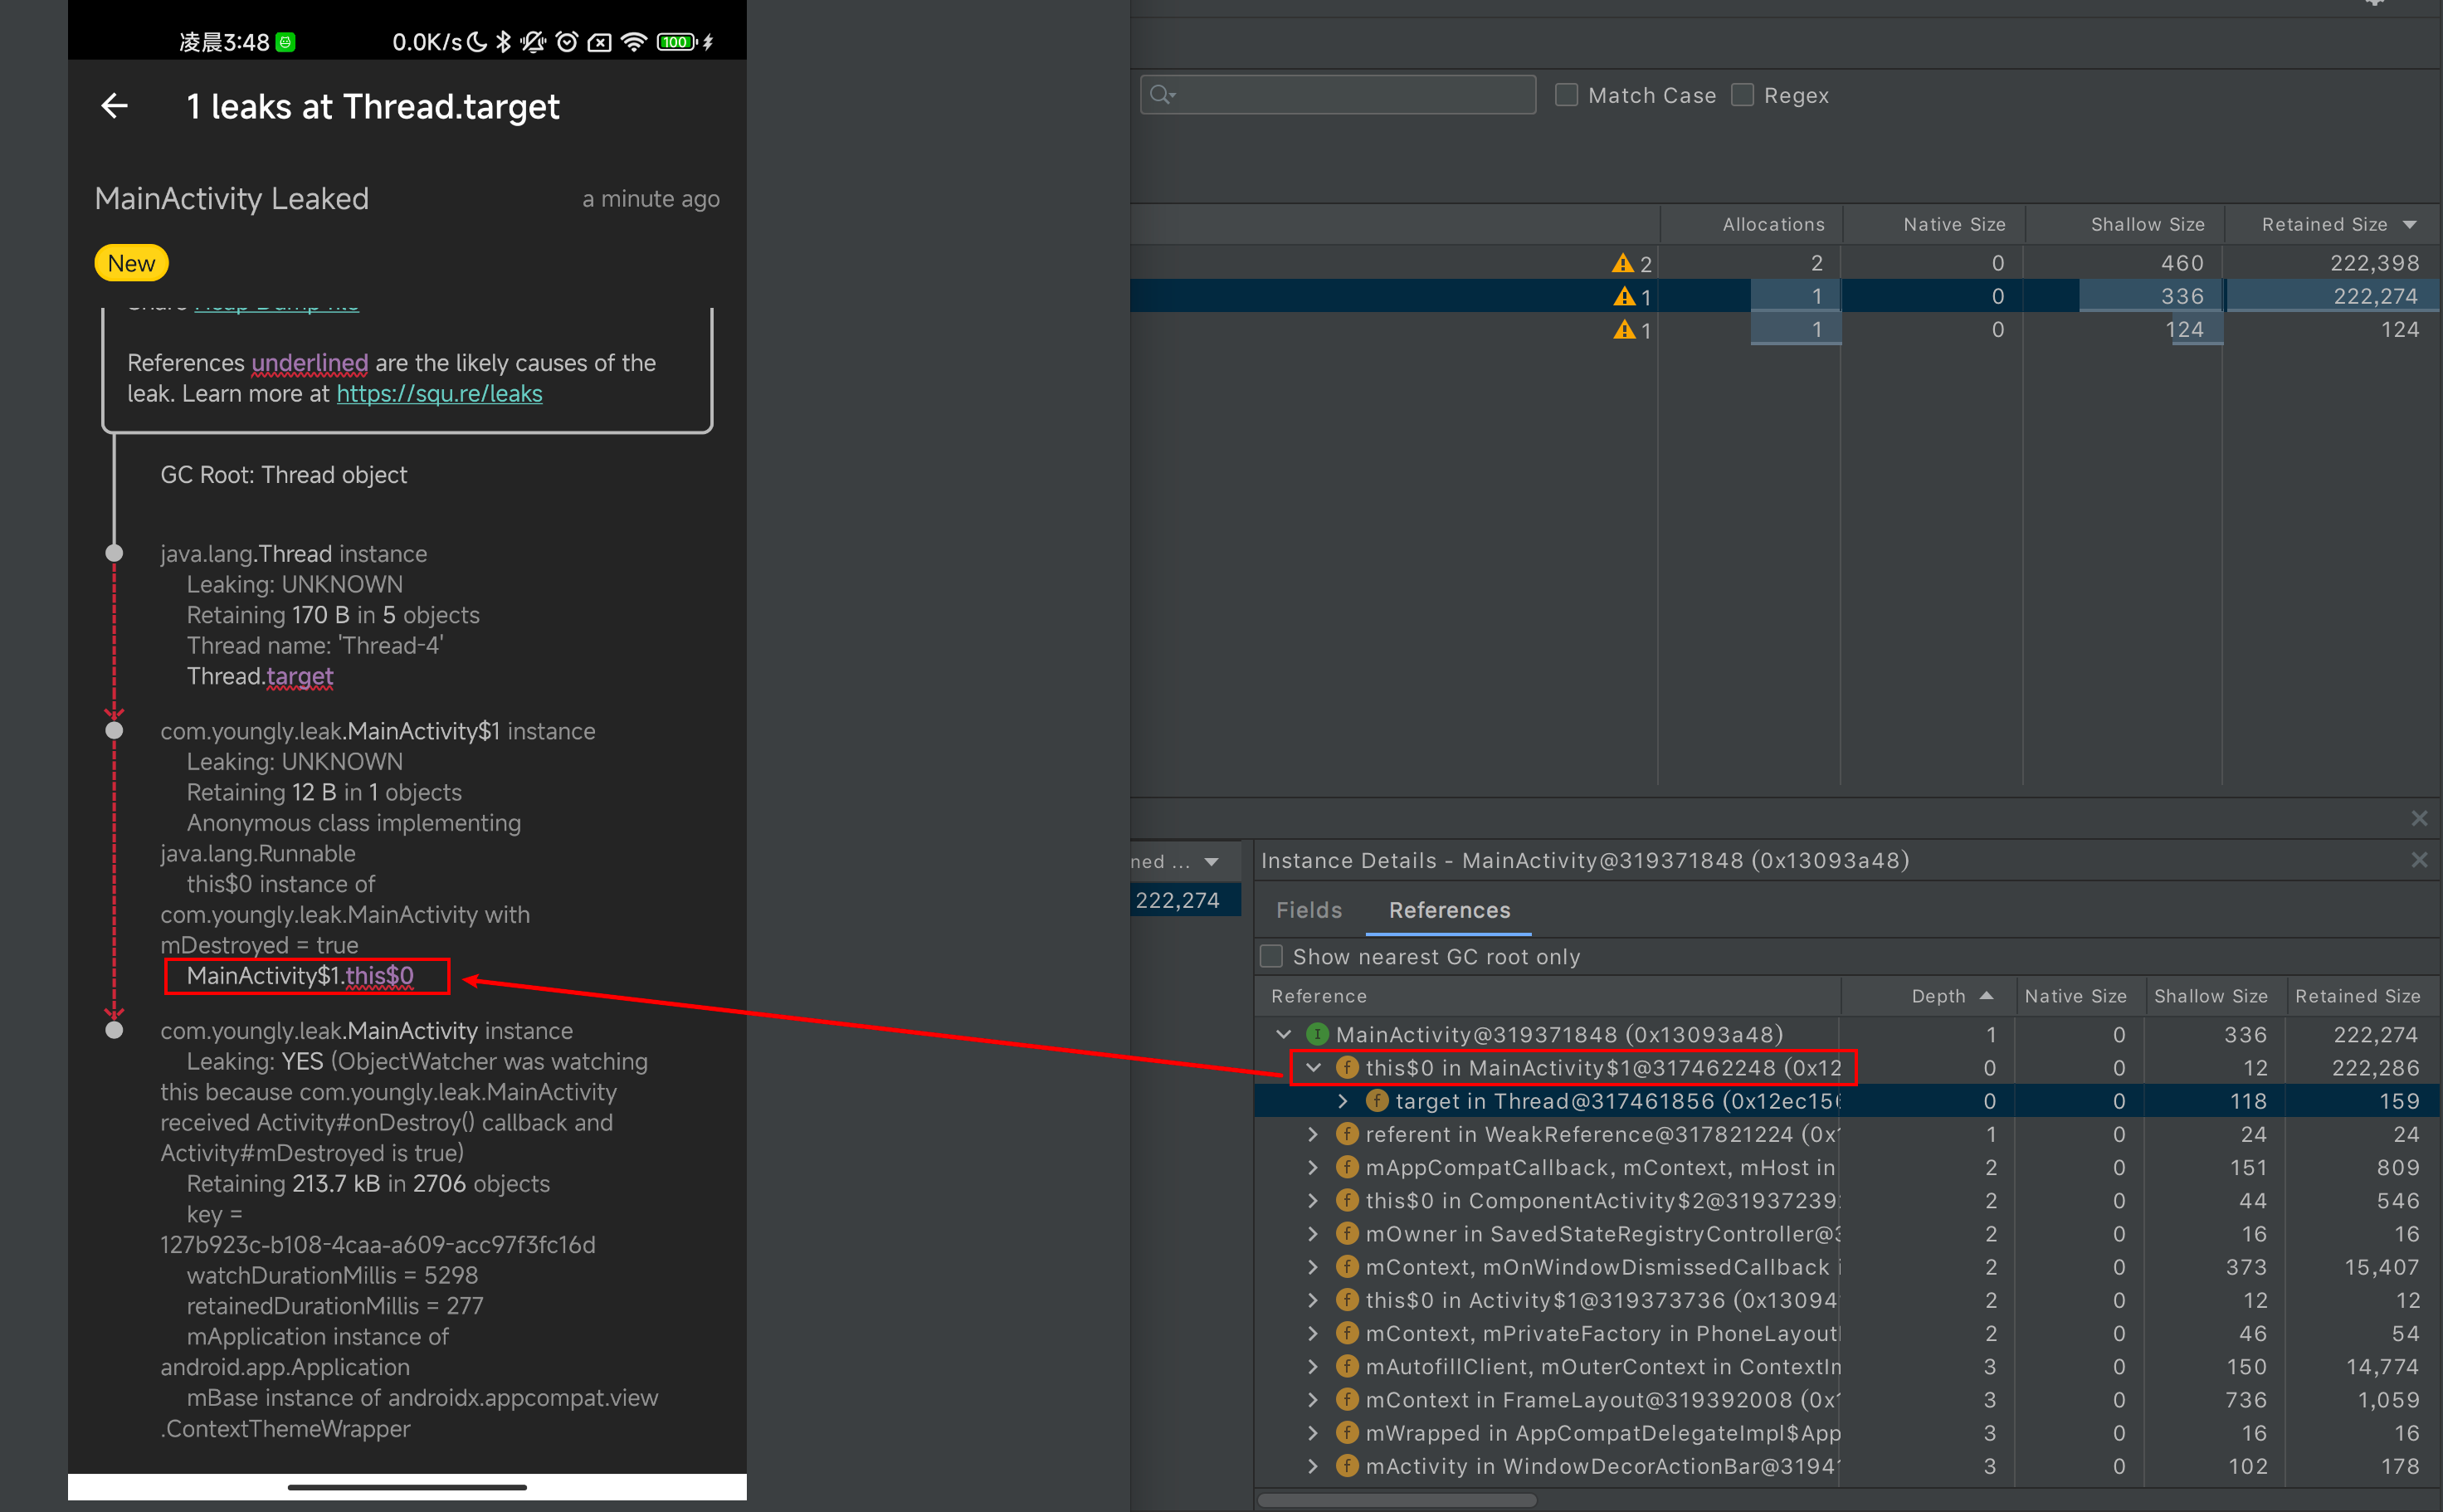 凌晨3:48
0.0K/s
100
1 leaks at Thread.target
MainActivity Leaked
a minute ago
New
References underlined are the likely causes of the
leak. Learn more at https://squ.re/leaks
GC Root: Thread object
java.lang.Thread instance
Leaking: UNKNOWN
Retaining 170 B in 5 objects
Thread name: 'Thread-4'
Thread.target
com.youngly.leak.MainActivity$1 instance
Leaking: UNKNOWN
Retaining 12 B in 1 objects
Anonymous class implementing
java.lang.Runnable
this$0 instance of
com.youngly.leak.MainActivity with
mDestroyed = true
MainActivity$1.this$0
com.youngly.leak.MainActivity instance
Leaking: YES (ObjectWatcher was watching
this because com.youngly.leak.MainActivity
received Activity#onDestroy() callback and
Activity#mDestroyed is true)
Retaining 213.7 kB in 2706 objects
key =
127b923c-b108-4caa-a609-acc97f3fc16d
watchDurationMillis = 5298
retainedDurationMillis = 277
mApplication instance of
android.app.Application
mBase instance of androidx.appcompat.view
.ContextThemeWrapper
Match Case Regex
Allocations Native Size Shallow Size Retained Size
2 2 0 460 222,398
1 1 0 336 222,274
1 1 0 124 124
ned ...
222,274
Instance Details - MainActivity@319371848 (0x13093a48)
Fields References
Show nearest GC root only
Reference Depth Native Size Shallow Size Retained Size
MainActivity@319371848 (0x13093a48) 1 0 336 222,274
this$0 in MainActivity$1@317462248 (0x12 0 0 12 222,286
target in Thread@317461856 (0x12ec15 0 0 118 159
referent in WeakReference@317821224 (0x 1 0 24 24
mAppCompatCallback, mContext, mHost in 2 0 151 809
this$0 in ComponentActivity$2@31937239 2 0 44 546
mOwner in SavedStateRegistryController@3 2 0 16 16
mContext, mOnWindowDismissedCallback i 2 0 373 15,407
this$0 in Activity$1@319373736 (0x13094 2 0 12 12
mContext, mPrivateFactory in PhoneLayout 2 0 46 54
mAutofillClient, mOuterContext in ContextIn 3 0 150 14,774
mContext in FrameLayout@319392008 (0x 3 0 736 1,059
mWrapped in AppCompatDelegateImpl$App 3 0 16 16
mActivity in WindowDecorActionBar@3194 3 0 102 178